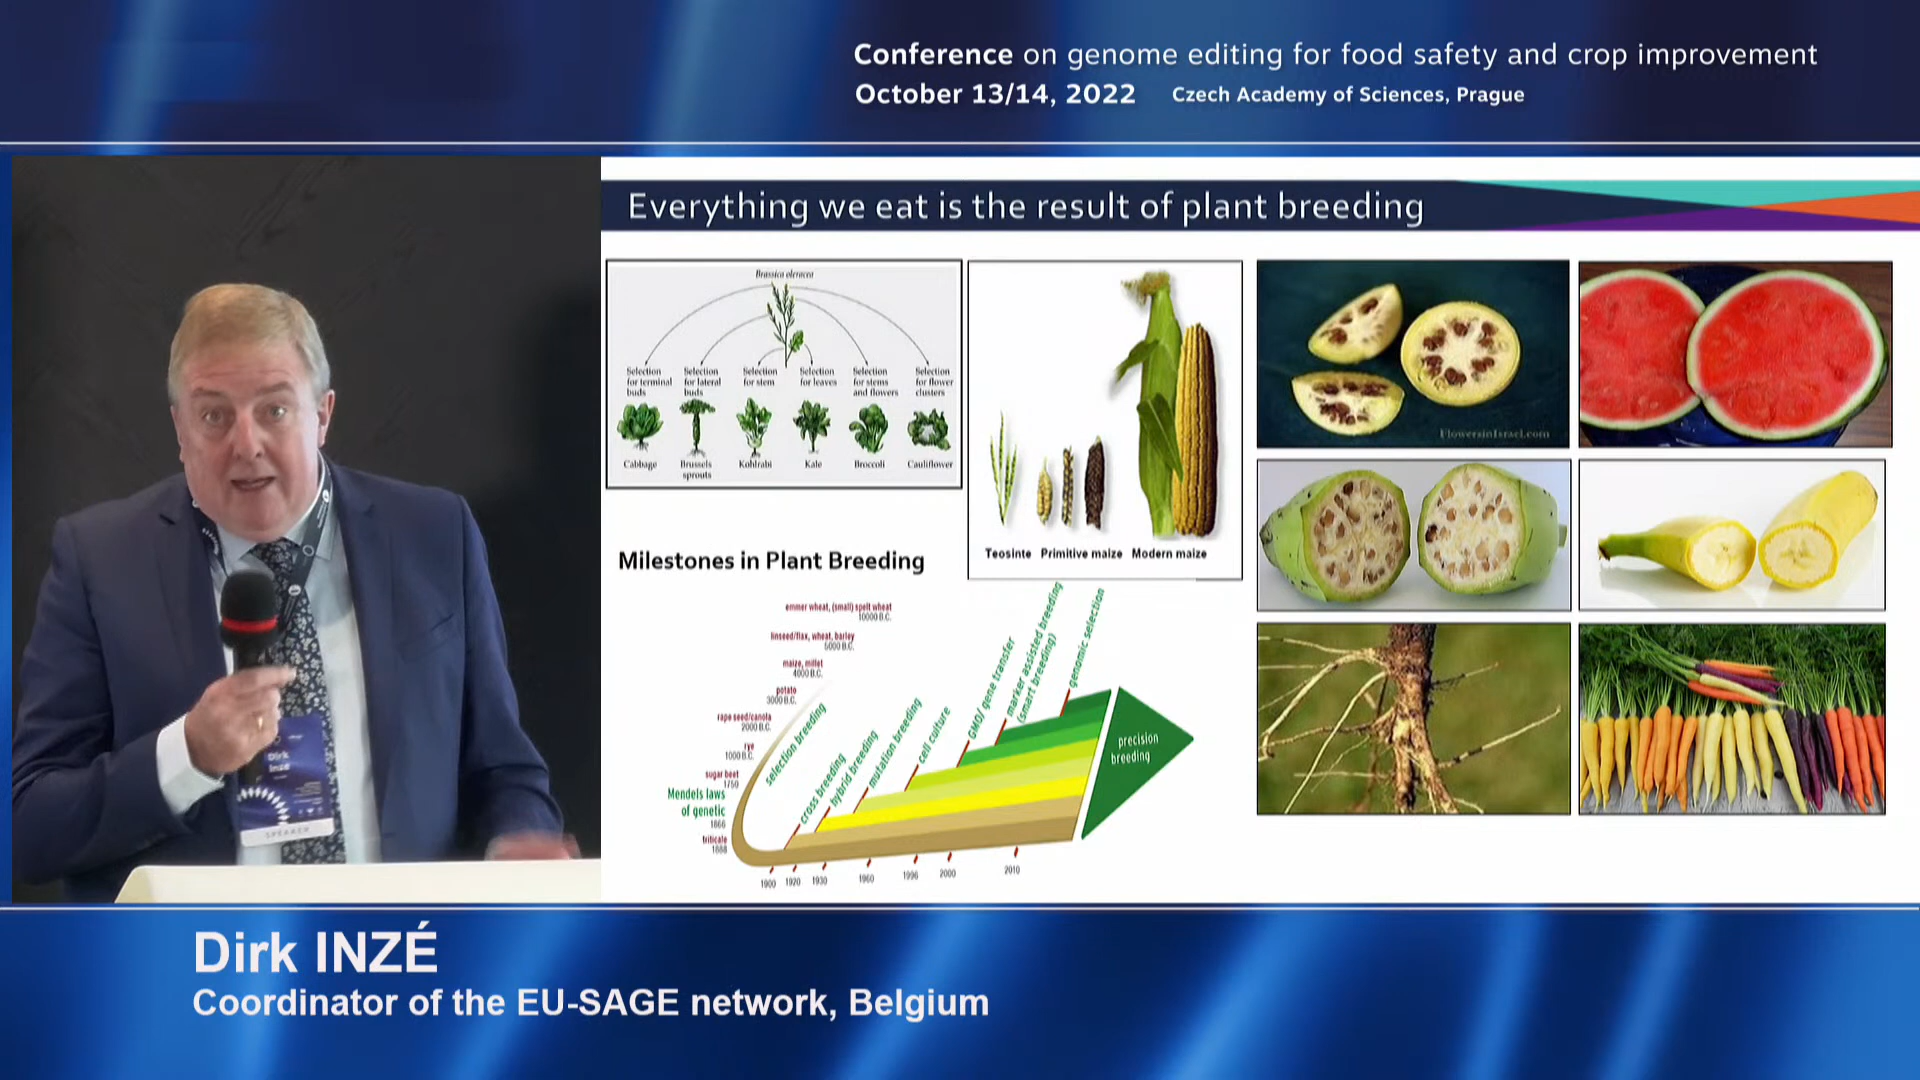 Conference on genome editing for food safety and crop improvement
October 13/14, 2022 Czech Academy of Sciences, Prague
Everything we eat is the result of plant breeding
Brassica oleracea
Selection for terminal buds
Selection for lateral buds
Selection for stem
Selection for leaves
Selection for stems and flowers
Selection for flower clusters
Cabbage
Brussels sprouts
Kohlrabi
Kale
Broccoli
Cauliflower
Teosinte Primitive maize Modern maize
FlowersinIsrael.com
Milestones in Plant Breeding
emmer wheat, (small) spelt wheat
10000 B.C.
linseed/flax, wheat, barley
5000 B.C.
maize, millet
4000 B.C.
potato
3000 B.C.
rape seed/canola
2000 B.C.
rye
1000 B.C.
sugar beet
1750
Mendels laws
of genetic
1866
triticale
1888
selection breeding
cross breeding
hybrid breeding
mutation breeding
cell culture
GMO/ gene transfer
marker assisted breeding
(smart breeding)
genomic selection
precision
breeding
1900 1920 1930 1960 1996 2000 2010
Dirk
Inzé
SPEAKER
Dirk INZÉ
Coordinator of the EU-SAGE network, Belgium